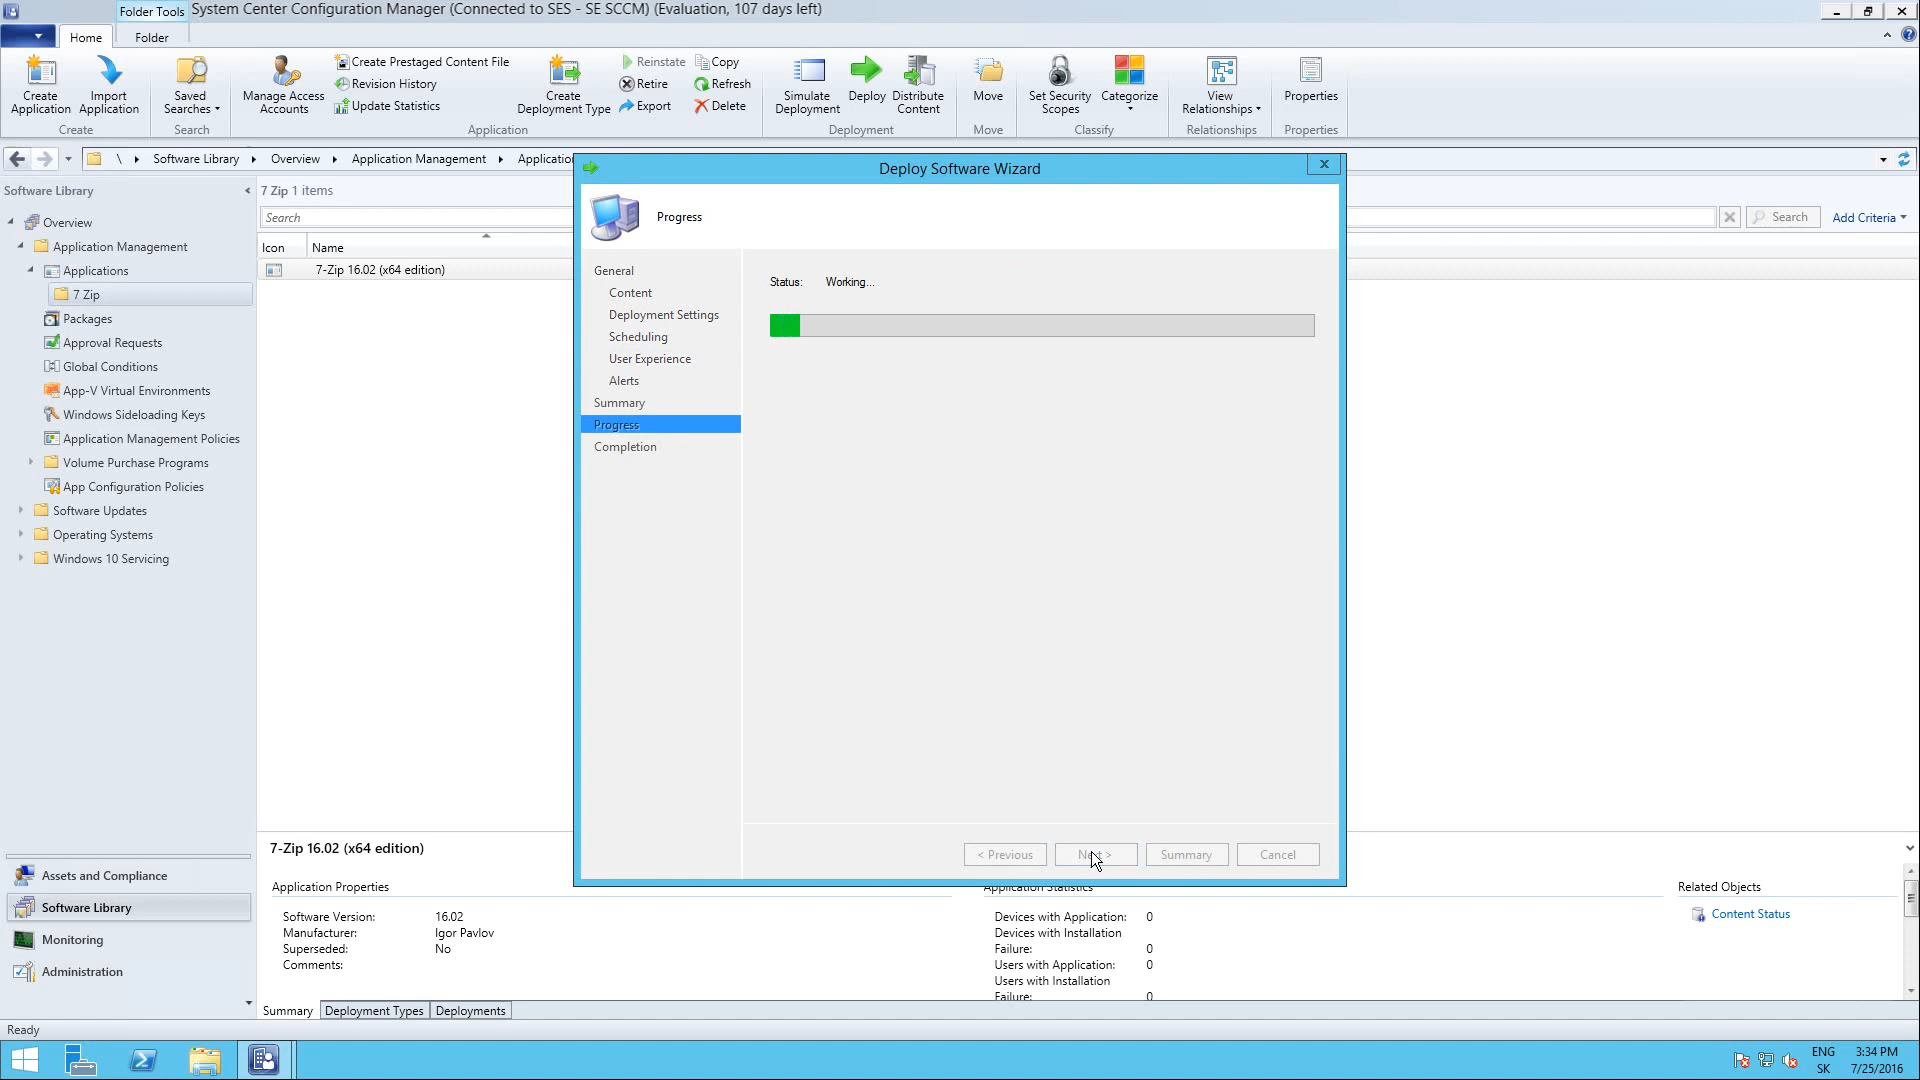 Folder Tools
System Center Configuration Manager (Connected to SES - SE SCCM) (Evaluation, 107 days left)
Home
Folder
Create Application
Import Application
Create
Saved Searches
Search
Manage Access Accounts
Create Prestaged Content File
Revision History
Update Statistics
Application
Create Deployment Type
Reinstate
Retire
Export
Copy
Refresh
Delete
Simulate Deployment
Deploy
Distribute Content
Deployment
Move
Move
Set Security Scopes
Categorize
Classify
View Relationships
Relationships
Properties
Properties
\ Software Library Overview Application Management Applicatio
Software Library
7 Zip 1 items
Search
Search
Add Criteria
Icon Name
7-Zip 16.02 (x64 edition)
Overview
Application Management
Applications
7 Zip
Packages
Approval Requests
Global Conditions
App-V Virtual Environments
Windows Sideloading Keys
Application Management Policies
Volume Purchase Programs
App Configuration Policies
Software Updates
Operating Systems
Windows 10 Servicing
Assets and Compliance
Software Library
Monitoring
Administration
Deploy Software Wizard
x
Progress
General
Content
Deployment Settings
Scheduling
User Experience
Alerts
Summary
Progress
Completion
Status: Working...
< Previous
Next >
Summary
Cancel
7-Zip 16.02 (x64 edition)
Application Properties
Software Version: 16.02
Manufacturer: Igor Pavlov
Superseded: No
Comments:
Application Statistics
Devices with Application: 0
Devices with Installation
Failure: 0
Users with Application: 0
Users with Installation
Failure: 0
Related Objects
Content Status
Summary
Deployment Types
Deployments
Ready
ENG
SK
3:34 PM
7/25/2016